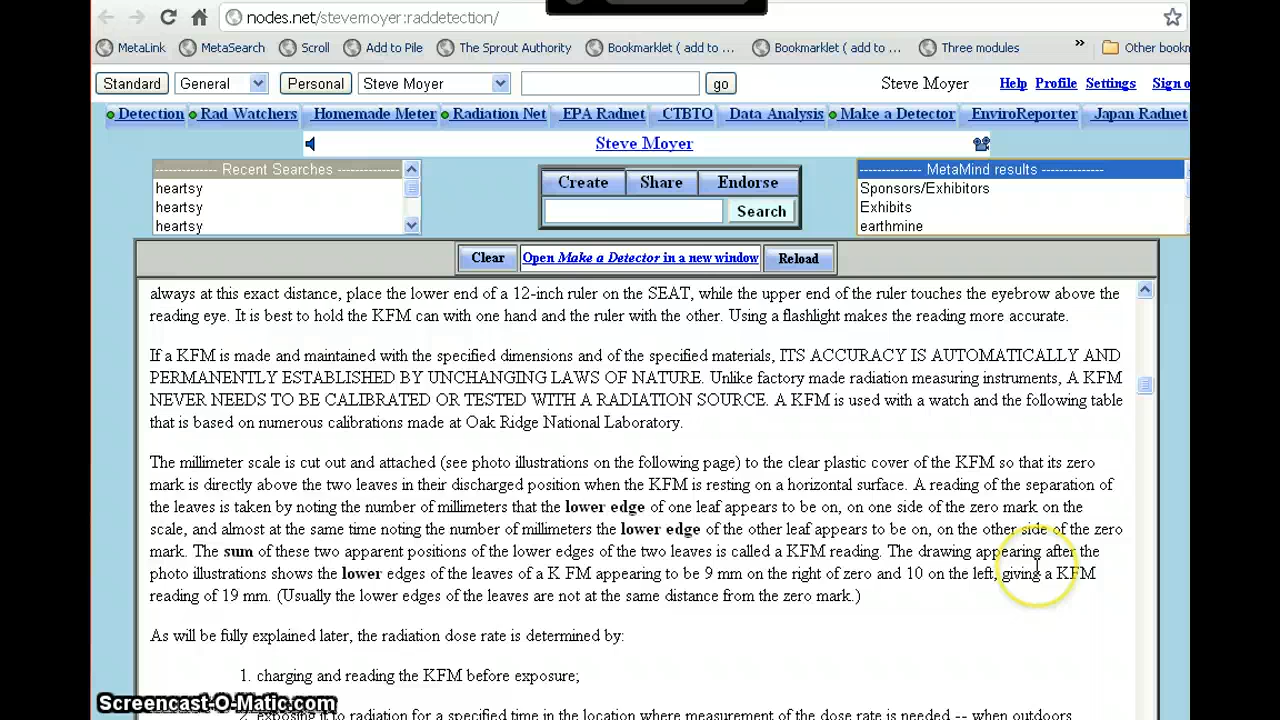 nodes.net/stevemoyer:raddetection/
MetaLink MetaSearch Scroll Add to Pile The Sprout Authority Bookmarklet ( add to ... Bookmarklet ( add to ... Three modules » Other bookm
Standard General Personal Steve Moyer go Steve Moyer Help Profile Settings Sign o
Detection Rad Watchers Homemade Meter Radiation Net EPA Radnet CTBTO Data Analysis Make a Detector EnviroReporter Japan Radnet
Steve Moyer
------------- Recent Searches -------------
heartsy
heartsy
heartsy
Create Share Endorse
Search
------------- MetaMind results -------------
Sponsors/Exhibitors
Exhibits
earthmine
Clear Open Make a Detector in a new window Reload
always at this exact distance, place the lower end of a 12-inch ruler on the SEAT, while the upper end of the ruler touches the eyebrow above the
reading eye. It is best to hold the KFM can with one hand and the ruler with the other. Using a flashlight makes the reading more accurate.
If a KFM is made and maintained with the specified dimensions and of the specified materials, ITS ACCURACY IS AUTOMATICALLY AND
PERMANENTLY ESTABLISHED BY UNCHANGING LAWS OF NATURE. Unlike factory made radiation measuring instruments, A KFM
NEVER NEEDS TO BE CALIBRATED OR TESTED WITH A RADIATION SOURCE. A KFM is used with a watch and the following table
that is based on numerous calibrations made at Oak Ridge National Laboratory.
The millimeter scale is cut out and attached (see photo illustrations on the following page) to the clear plastic cover of the KFM so that its zero
mark is directly above the two leaves in their discharged position when the KFM is resting on a horizontal surface. A reading of the separation of
the leaves is taken by noting the number of millimeters that the lower edge of one leaf appears to be on, on one side of the zero mark on the
scale, and almost at the same time noting the number of millimeters the lower edge of the other leaf appears to be on, on the other side of the zero
mark. The sum of these two apparent positions of the lower edges of the two leaves is called a KFM reading. The drawing appearing after the
photo illustrations shows the lower edges of the leaves of a K FM appearing to be 9 mm on the right of zero and 10 on the left, giving a KFM
reading of 19 mm. (Usually the lower edges of the leaves are not at the same distance from the zero mark.)
As will be fully explained later, the radiation dose rate is determined by:
1. charging and reading the KFM before exposure;
2. exposing it to radiation for a specified time in the location where measurement of the dose rate is needed -- when outdoors
Screencast-O-Matic.com